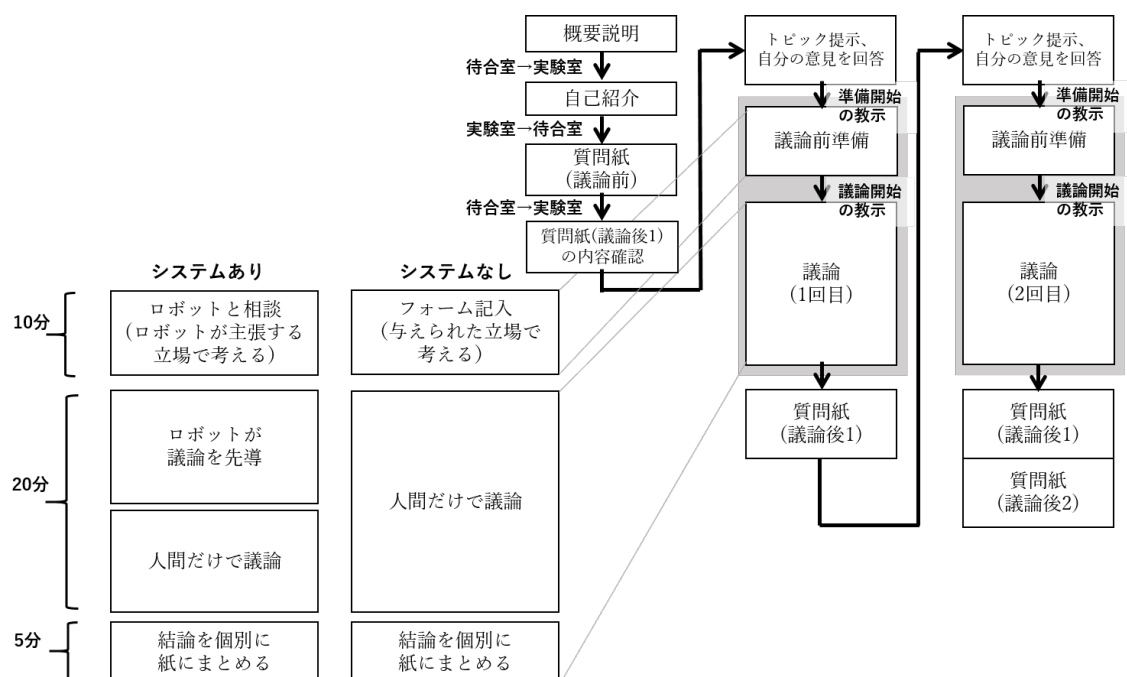 概要説明
待合室→実験室
自己紹介
実験室→待合室
質問紙
(議論前)
待合室→実験室
質問紙(議論後1)
の内容確認
トピック提示、
自分の意見を回答
準備開始
の教示
議論前準備
議論開始
の教示
議論
(1回目)
質問紙
(議論後1)
トピック提示、
自分の意見を回答
準備開始
の教示
議論前準備
議論開始
の教示
議論
(2回目)
質問紙
(議論後1)
質問紙
(議論後2)
システムあり
システムなし
10分
ロボットと相談
(ロボットが主張する
立場で考える)
フォーム記入
(与えられた立場で
考える)
20分
ロボットが
議論を先導
人間だけで議論
人間だけで議論
5分
結論を個別に
紙にまとめる
結論を個別に
紙にまとめる